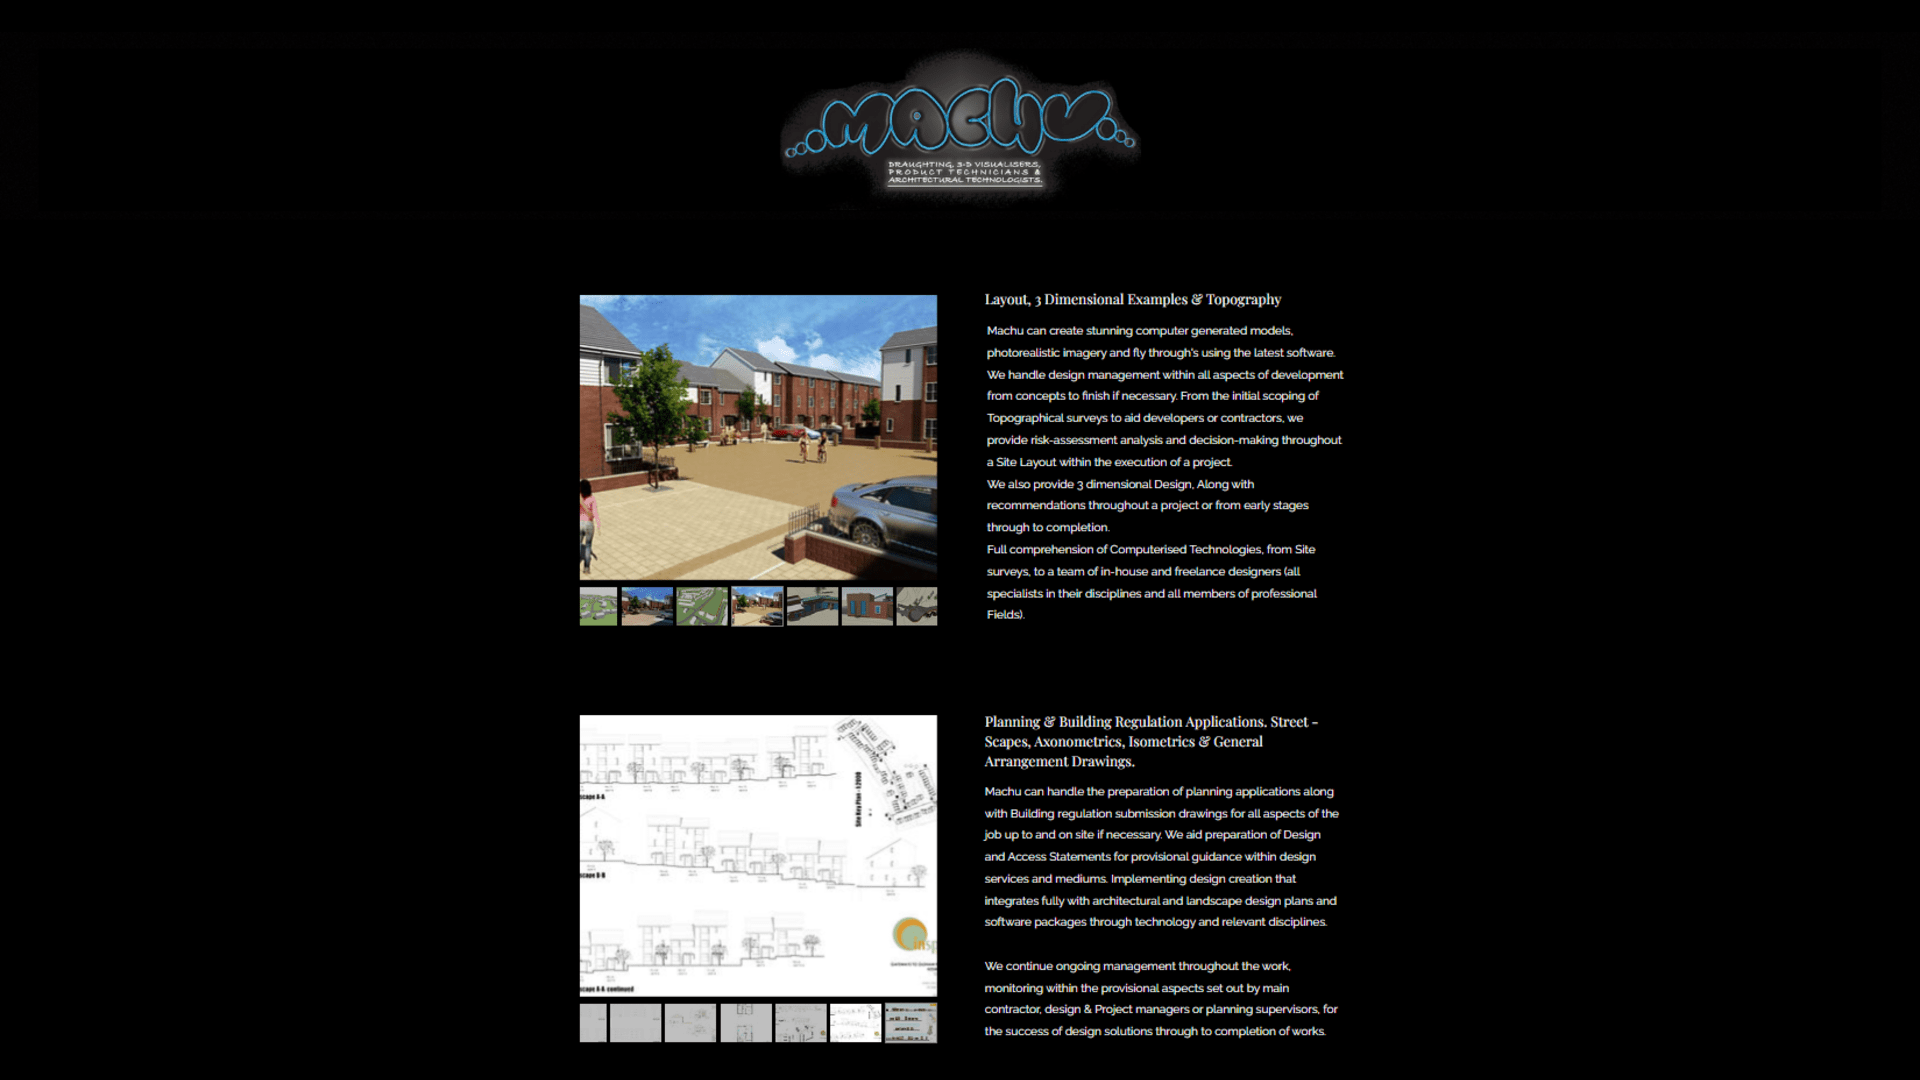 MACHU
DRAUGHTING, 3-D VISUALISERS,
PRODUCT TECHNICIANS &
ARCHITECTURAL TECHNOLOGISTS.
Layout, 3 Dimensional Examples & Topography
Machu can create stunning computer generated models,
photorealistic imagery and fly through's using the latest software.
We handle design management within all aspects of development
from concepts to finish if necessary. From the initial scoping of
Topographical surveys to aid developers or contractors, we
provide risk-assessment analysis and decision-making throughout
a Site Layout within the execution of a project.
We also provide 3 dimensional Design, Along with
recommendations throughout a project or from early stages
through to completion.
Full comprehension of Computerised Technologies, from Site
surveys, to a team of in-house and freelance designers (all
specialists in their disciplines and all members of professional
Fields).
Planning & Building Regulation Applications. Street -
Scapes, Axonometrics, Isometrics & General
Arrangement Drawings.
Machu can handle the preparation of planning applications along
with Building regulation submission drawings for all aspects of the
job up to and on site if necessary. We aid preparation of Design
and Access Statements for provisional guidance within design
services and mediums. Implementing design creation that
integrates fully with architectural and landscape design plans and
software packages through technology and relevant disciplines.
We continue ongoing management throughout the work,
monitoring within the provisional aspects set out by main
contractor, design & Project managers or planning supervisors, for
the success of design solutions through to completion of works.
scape A-A
scape B-B
scape A-A continued
insp